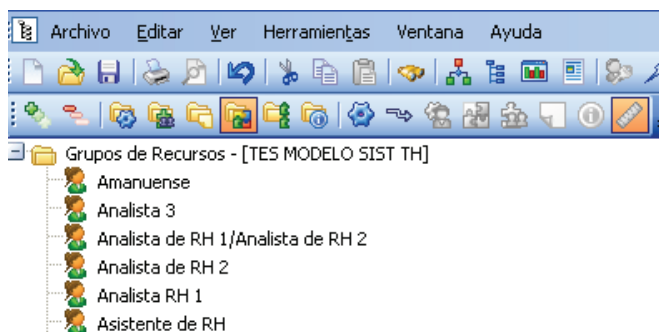 Archivo Editar Ver Herramientas Ventana Ayuda
Grupos de Recursos - [TES MODELO SIST TH]
Amanuense
Analista 3
Analista de RH 1/Analista de RH 2
Analista de RH 2
Analista RH 1
Asistente de RH